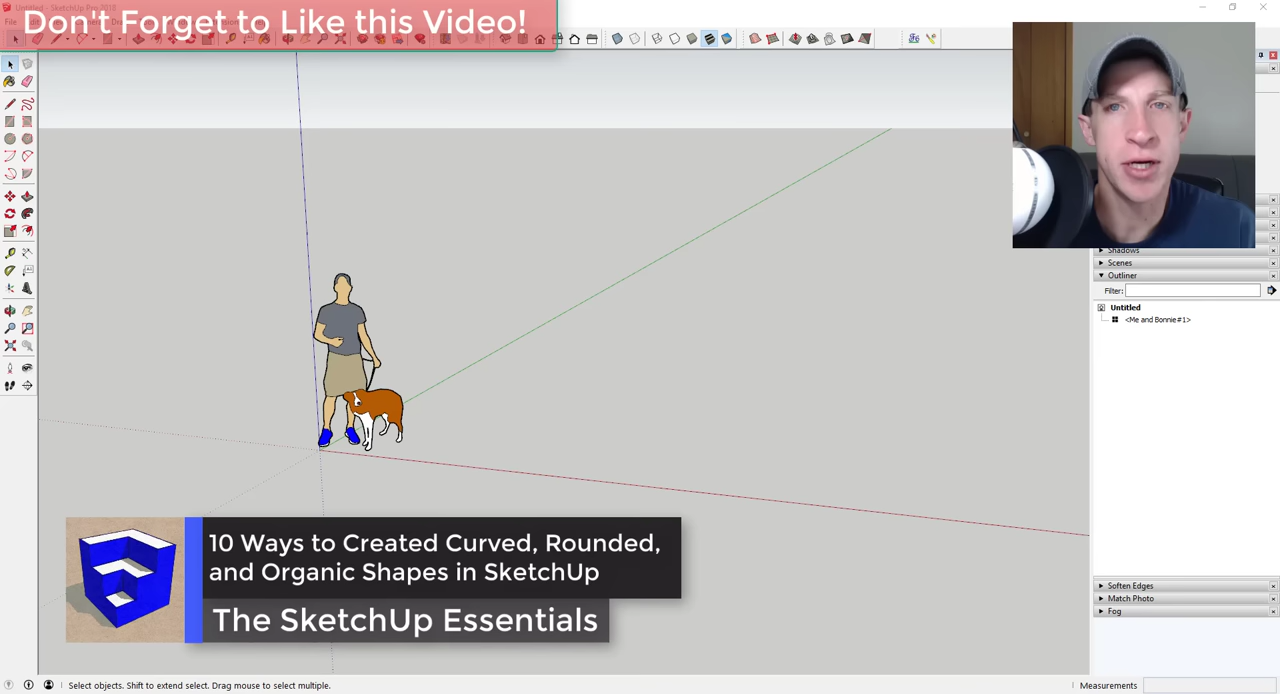 Don't Forget to Like this Video!
Shadows
Scenes
Outliner
Filter:
Untitled
<Me and Bonnie#1>
10 Ways to Created Curved, Rounded,
and Organic Shapes in SketchUp
The SketchUp Essentials
Soften Edges
Match Photo
Fog
Select objects. Shift to extend select. Drag mouse to select multiple.
Measurements